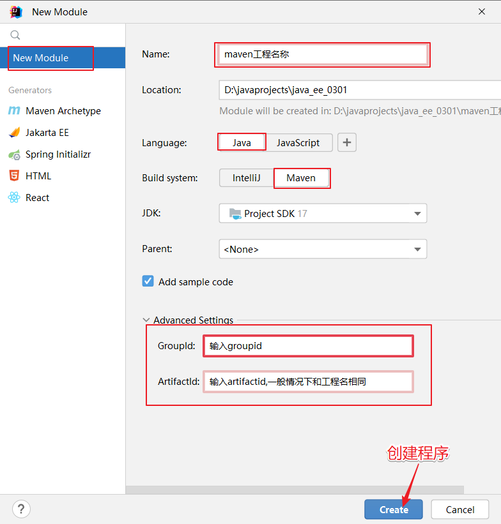 New Module
New Module
Generators
Maven Archetype
Jakarta EE
Spring Initializr
HTML
React
Name:
maven工程名称
Location:
D:\javaprojects\java_ee_0301
Module will be created in: D:\javaprojects\java_ee_0301\maven工
Language:
Java
JavaScript
+
Build system:
IntelliJ
Maven
JDK:
Project SDK 17
Parent:
<None>
Add sample code
Advanced Settings
GroupId:
输入groupid
ArtifactId:
输入artifactid,一般情况下和工程名相同
创建程序
?
Create
Cancel